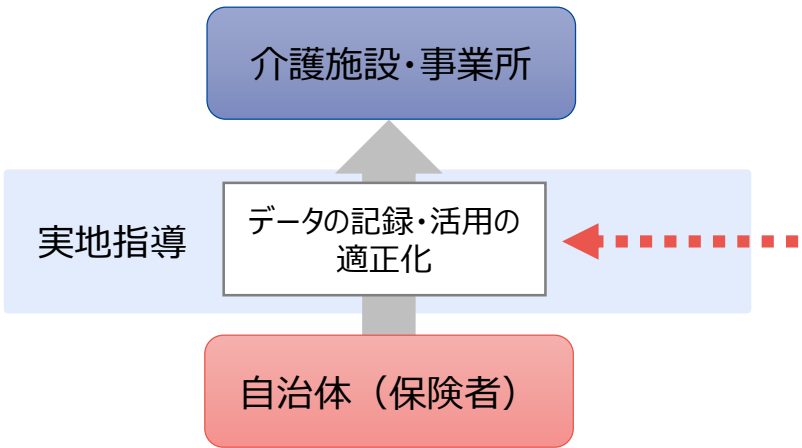 介護施設・事業所
実地指導
データの記録・活用の
適正化
自治体（保険者）